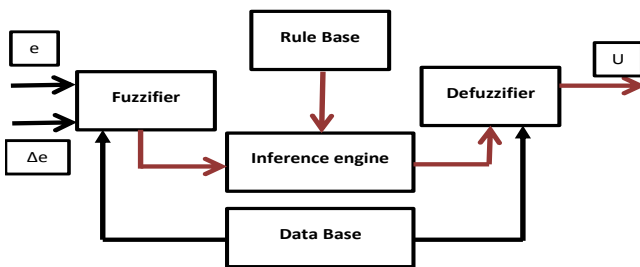 e
Rule Base
U
Fuzzifier
Defuzzifier
Δe
Inference engine
Data Base